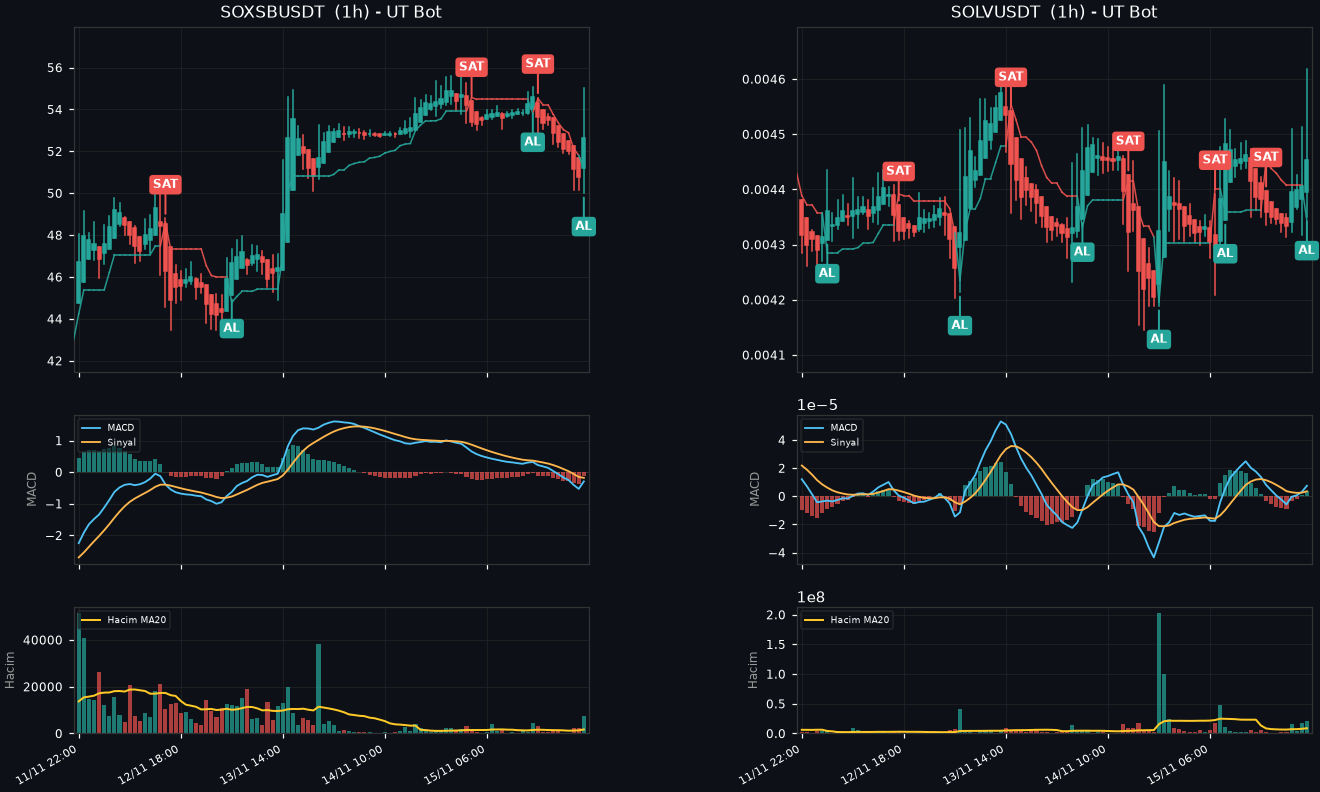 SOXSBUSDT  (1h) - UT Bot
56
54
52
50
48
46
44
42
SAT
AL
SAT
SAT
AL
AL
MACD
1
0
−1
−2
MACD
Sinyal
Hacim
40000
20000
0
Hacim MA20
11/11 22:00
12/11 18:00
13/11 14:00
14/11 10:00
15/11 06:00
SOLVUSDT  (1h) - UT Bot
0.0046
0.0045
0.0044
0.0043
0.0042
0.0041
AL
SAT
AL
SAT
AL
SAT
AL
SAT
AL
SAT
AL
1e−5
MACD
4
2
0
−2
−4
MACD
Sinyal
1e8
Hacim
2.0
1.5
1.0
0.5
0.0
Hacim MA20
11/11 22:00
12/11 18:00
13/11 14:00
14/11 10:00
15/11 06:00